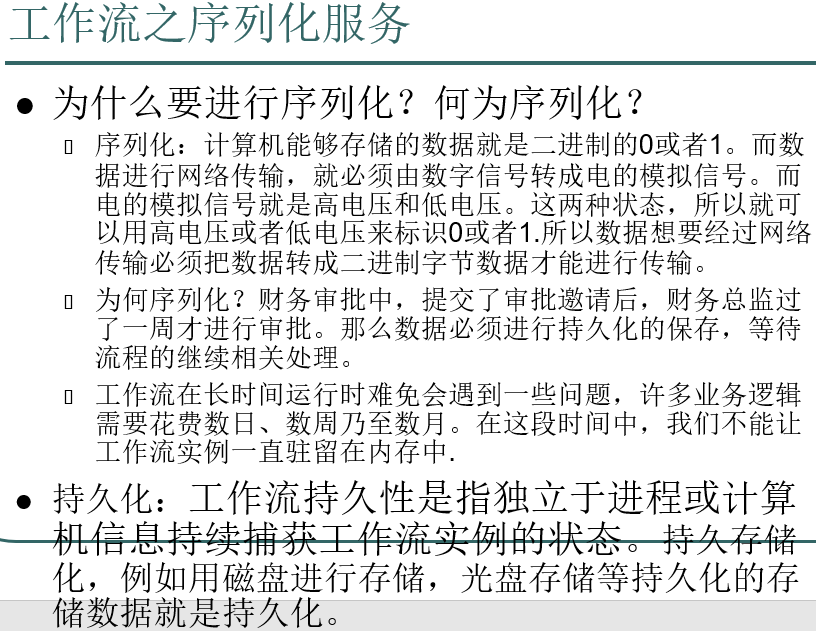 工作流之序列化服务
为什么要进行序列化？何为序列化？
序列化：计算机能够存储的数据就是二进制的0或者1。而数
据进行网络传输，就必须由数字信号转成电的模拟信号。而
电的模拟信号就是高电压和低电压。这两种状态，所以就可
以用高电压或者低电压来标识0或者1.所以数据想要经过网络
传输必须把数据转成二进制字节数据才能进行传输。
为何序列化？财务审批中，提交了审批邀请后，财务总监过
了一周才进行审批。那么数据必须进行持久化的保存，等待
流程的继续相关处理。
工作流在长时间运行时难免会遇到一些问题，许多业务逻辑
需要花费数日、数周乃至数月。在这段时间中，我们不能让
工作流实例一直驻留在内存中.
持久化：工作流持久性是指独立于进程或计算
机信息持续捕获工作流实例的状态。持久存储
化，例如用磁盘进行存储，光盘存储等持久化的存
储数据就是持久化。